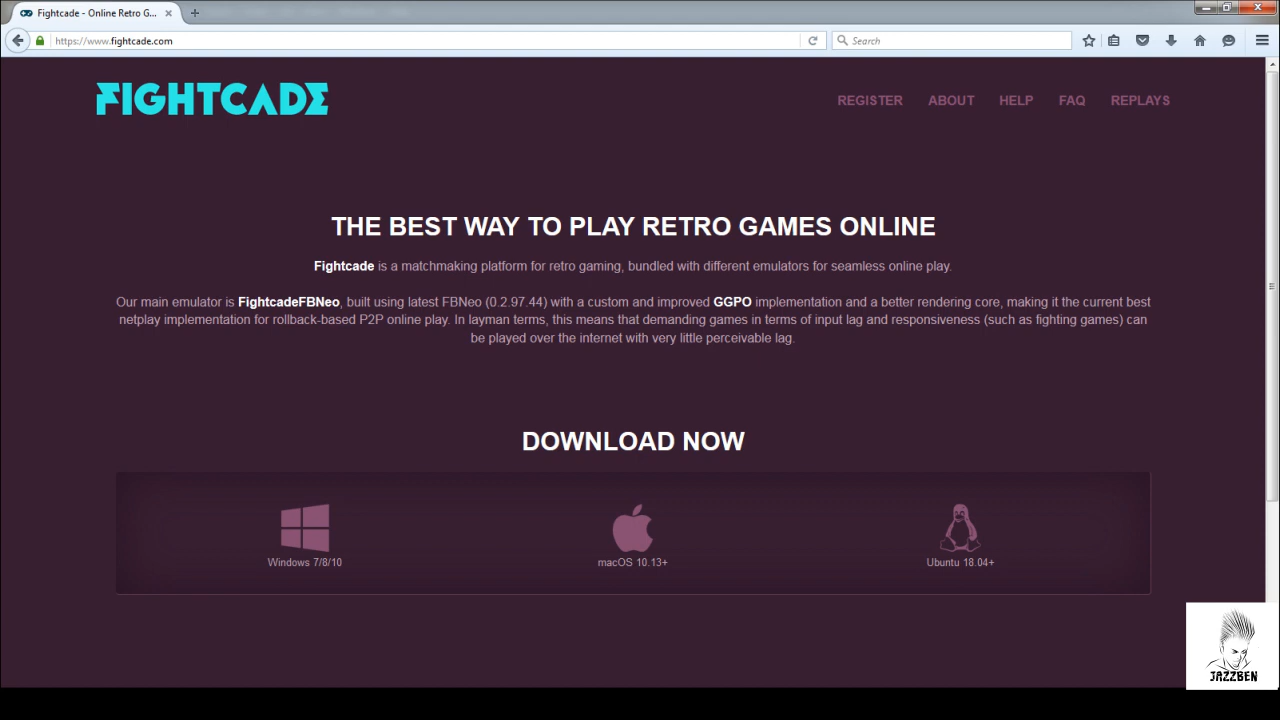 Fightcade - Online Retro G...
https://www.fightcade.com
Search
FIGHTCADE
REGISTER ABOUT HELP FAQ REPLAYS
THE BEST WAY TO PLAY RETRO GAMES ONLINE
Fightcade is a matchmaking platform for retro gaming, bundled with different emulators for seamless online play.
Our main emulator is FightcadeFBNeo, built using latest FBNeo (0.2.97.44) with a custom and improved GGPO implementation and a better rendering core, making it the current best
netplay implementation for rollback-based P2P online play. In layman terms, this means that demanding games in terms of input lag and responsiveness (such as fighting games) can
be played over the internet with very little perceivable lag.
DOWNLOAD NOW
Windows 7/8/10
macOS 10.13+
Ubuntu 18.04+
JAZZBEN